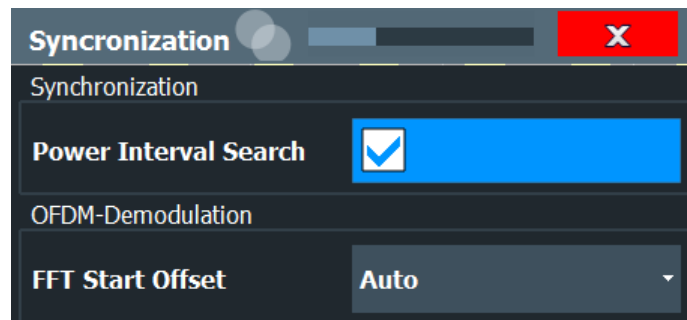 Syncronization X
Synchronization
Power Interval Search
OFDM-Demodulation
FFT Start Offset Auto